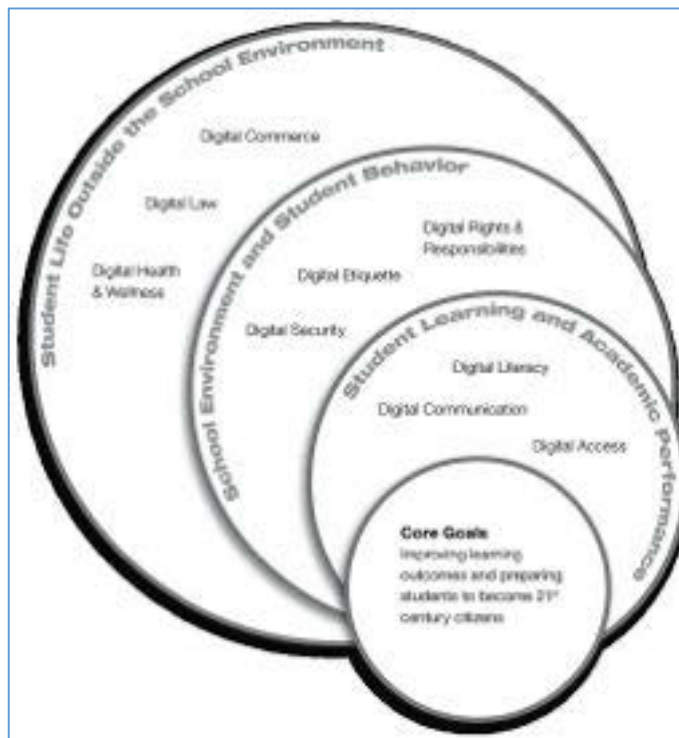 Student Life Outside the School Environment
Digital Commerce
Digital Law
Digital Health
& Wellness
School Environment and Student Behavior
Digital Rights &
Responsibilities
Digital Etiquette
Digital Security
Student Learning and Academic Performance
Digital Literacy
Digital Communication
Digital Access
Core Goals
Improving learning
outcomes and preparing
students to become 21st
century citizens